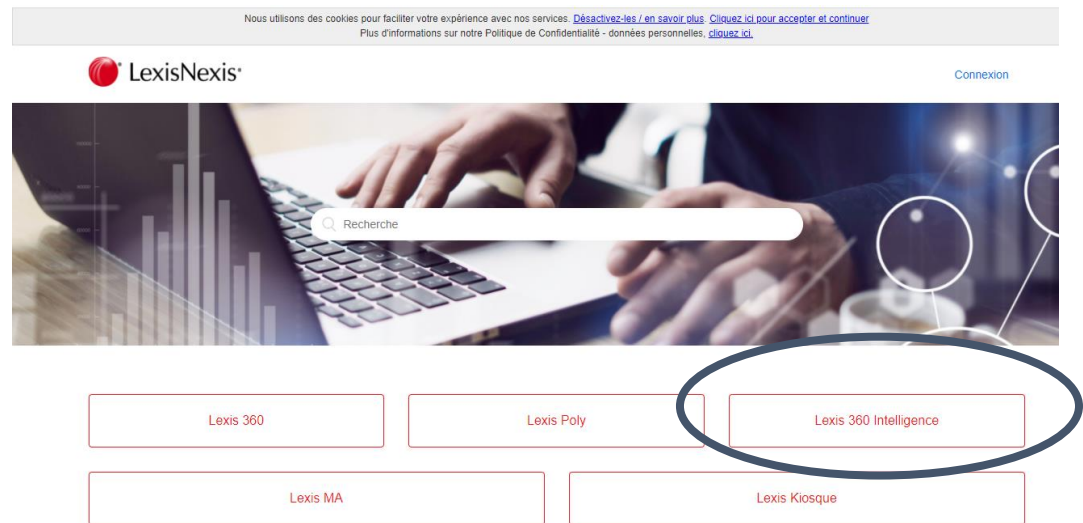 Nous utilisons des cookies pour faciliter votre expérience avec nos services. Désactivez-les / en savoir plus. Cliquez ici pour accepter et continuer
Plus d'informations sur notre Politique de Confidentialité - données personnelles, cliquez ici.
LexisNexis®
Connexion
Recherche
Lexis 360
Lexis Poly
Lexis 360 Intelligence
Lexis MA
Lexis Kiosque